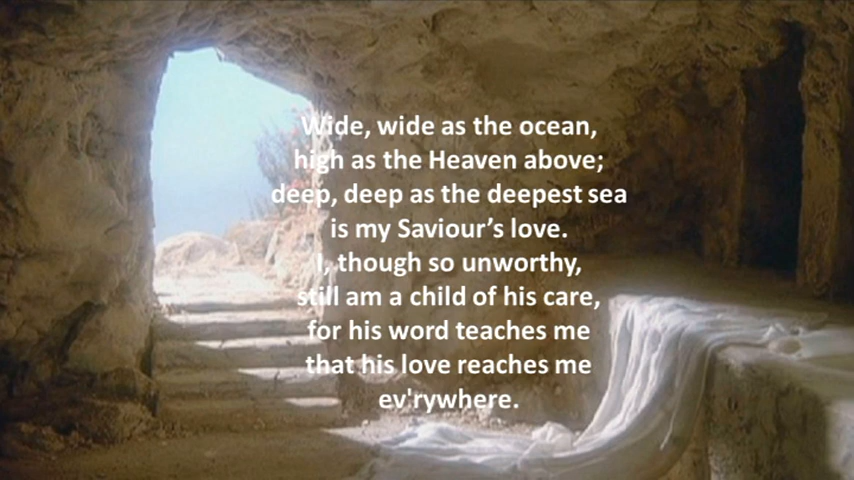 Wide, wide as the ocean,
high as the Heaven above;
deep, deep as the deepest sea
is my Saviour’s love.
I, though so unworthy,
still am a child of his care,
for his word teaches me
that his love reaches me
ev'rywhere.